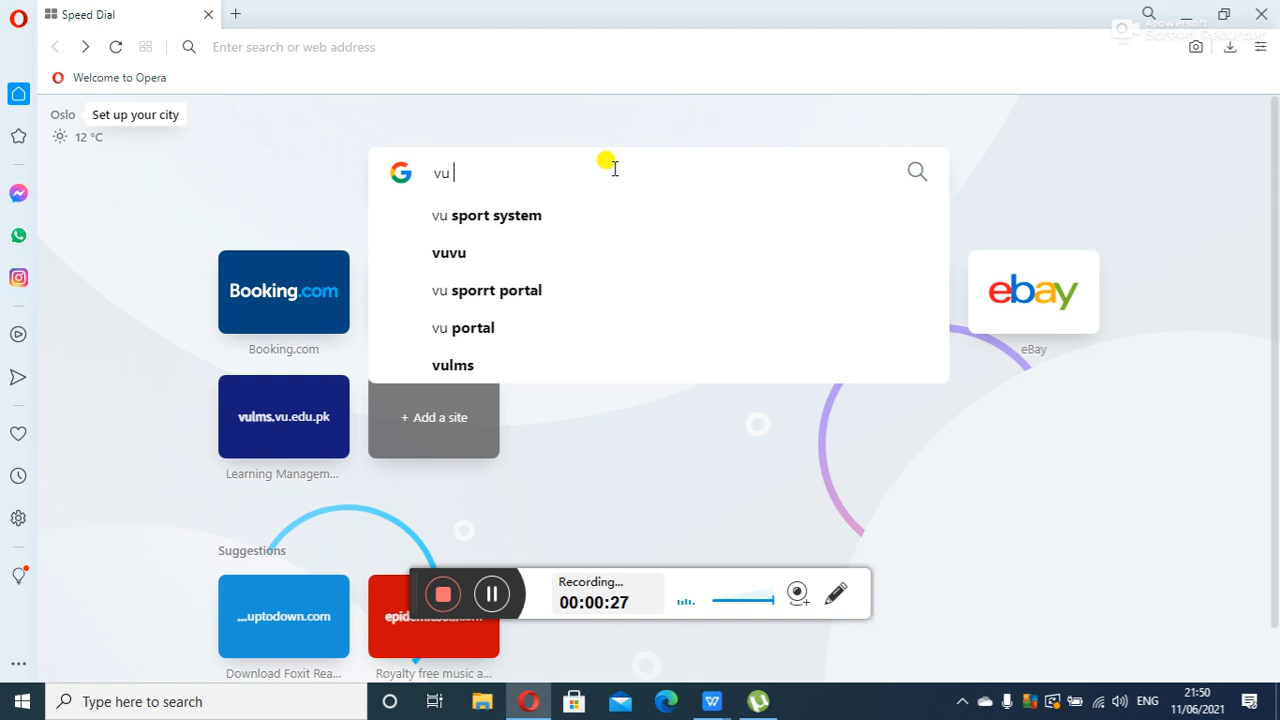 Speed Dial
Apowersoft
Screen Recorder
Enter search or web address
Welcome to Opera
Oslo
Set up your city
12 °C
vu
vu sport system
vuvu
vu sporrt portal
vu portal
vulms
Booking.com
Booking.com
ebay
eBay
vulms.vu.edu.pk
+ Add a site
Learning Managem...
Suggestions
...uptodown.com
Download Foxit Rea...
Royalty free music a...
Recording...
00:00:27
Type here to search
ENG
21:50
11/06/2021